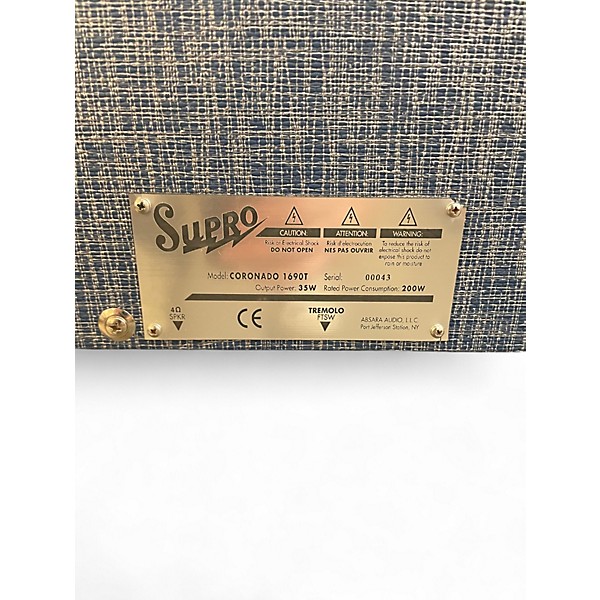 SUPRO
CAUTION:
Risk or Electrical Shock
DO NOT OPEN
ATTENTION:
Risk d'electrocution
NES PAS OUVRIR
WARNING:
To reduce the risk of
electrical shock do not
expose this product to
rain or moisture
Model: CORONADO 1690T Serial: 00043
Output Power: 35W Rated Power Consumption: 200W
4Ω
SPKR
CE
TREMOLO
FTSW
ABSARA AUDIO, L.L.C.
Port Jefferson Station, NY